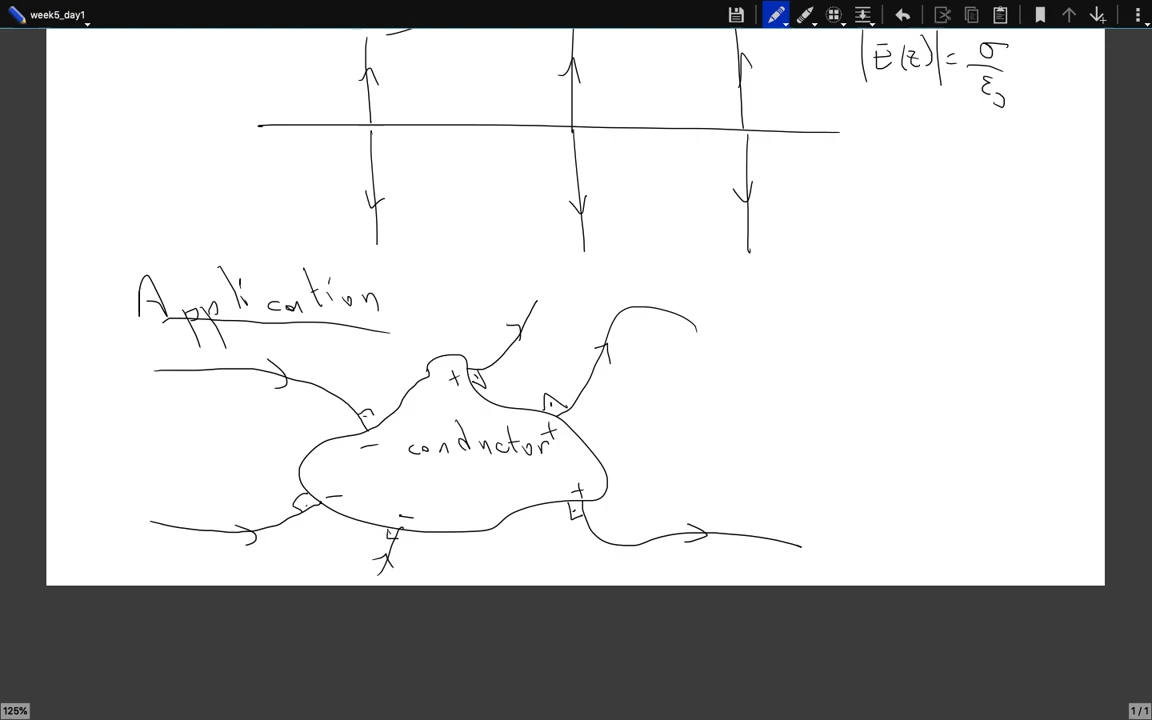 week5_day1
|E(z)| = σ/ε₀
Application
+
+
conductor
-
-
+
-
125%
1/1